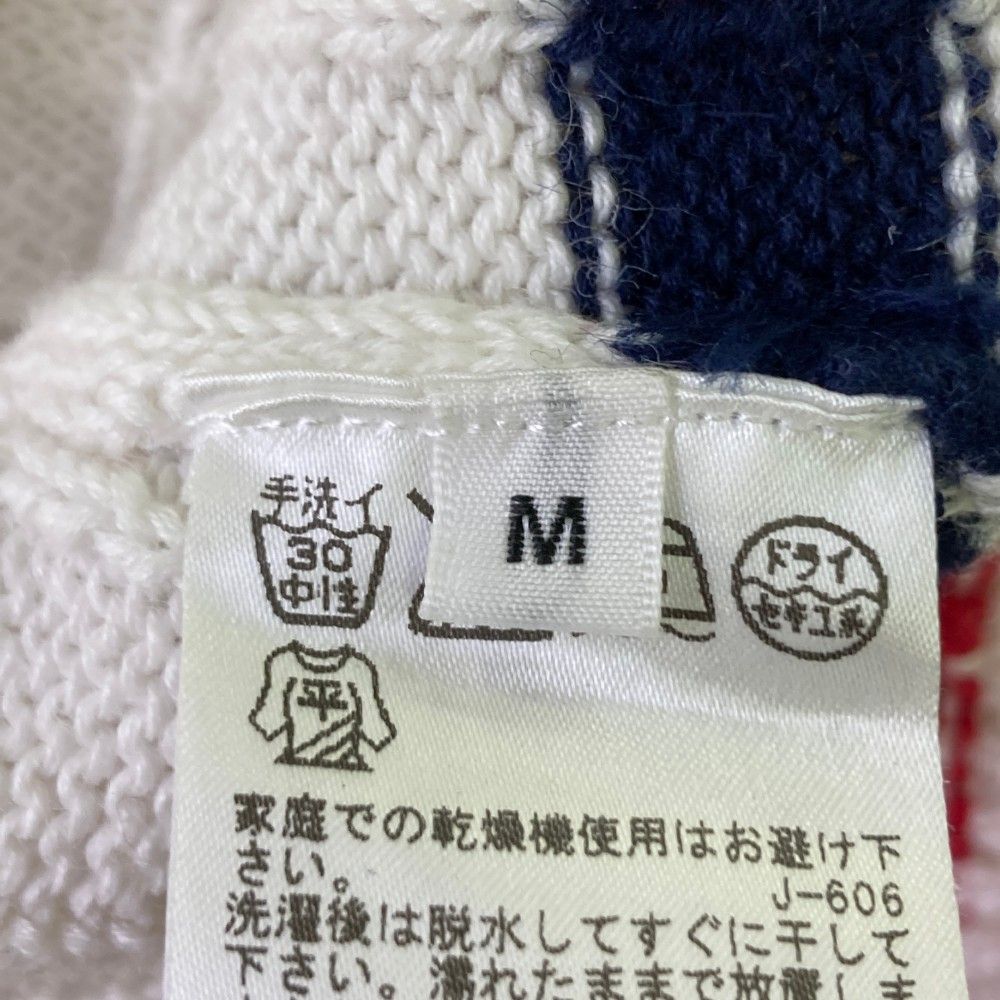 手洗イ
30
中性
M
ドライ
セキユ系
平
家庭での乾燥機使用はお避け下
さい。
J-606
洗濯後は脱水してすぐに干して
下さい。濡れたままで放置しま